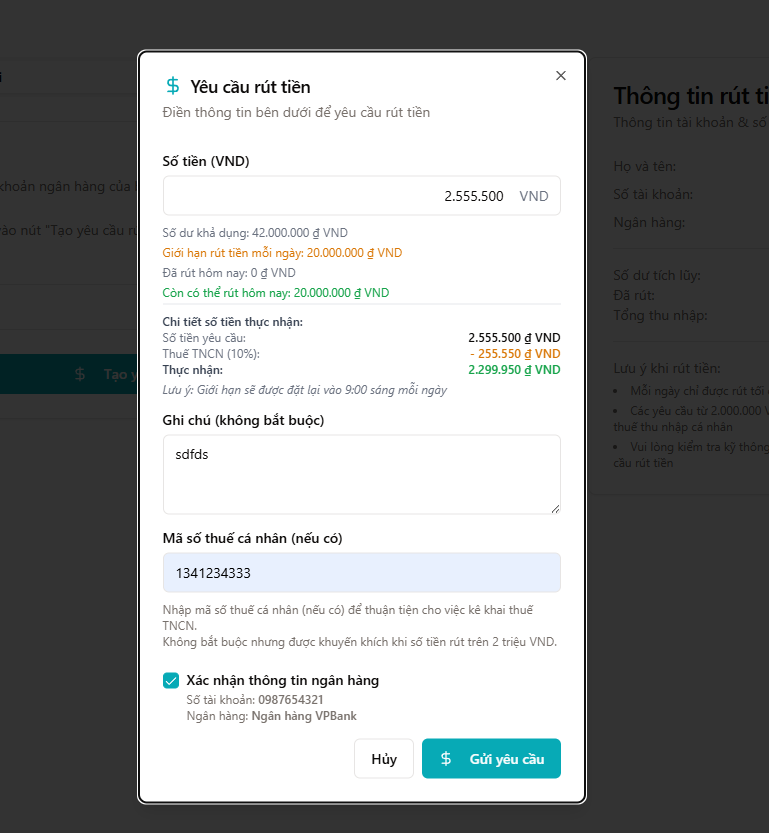 Yêu cầu rút tiền
Điền thông tin bên dưới để yêu cầu rút tiền
Số tiền (VND)
2.555.500 VND
Số dư khả dụng: 42.000.000 ₫ VND
Giới hạn rút tiền mỗi ngày: 20.000.000 ₫ VND
Đã rút hôm nay: 0 ₫ VND
Còn có thể rút hôm nay: 20.000.000 ₫ VND
Chi tiết số tiền thực nhận:
Số tiền yêu cầu: 2.555.500 ₫ VND
Thuế TNCN (10%): - 255.550 ₫ VND
Thực nhận: 2.299.950 ₫ VND
Lưu ý: Giới hạn sẽ được đặt lại vào 9:00 sáng mỗi ngày
Ghi chú (không bắt buộc)
sdfds
Mã số thuế cá nhân (nếu có)
1341234333
Nhập mã số thuế cá nhân (nếu có) để thuận tiện cho việc kê khai thuế
TNCN.
Không bắt buộc nhưng được khuyến khích khi số tiền rút trên 2 triệu VND.
Xác nhận thông tin ngân hàng
Số tài khoản: 0987654321
Ngân hàng: Ngân hàng VPBank
Hủy
$ Gửi yêu cầu
khoản ngân hàng của
vào nút "Tạo yêu cầu
$ Tạo
Thông tin rút
Thông tin tài khoản & số
Họ và tên:
Số tài khoản:
Ngân hàng:
Số dư tích lũy:
Đã rút:
Tổng thu nhập:
Lưu ý khi rút tiền:
• Mỗi ngày chỉ được rút tối
• Các yêu cầu từ 2.000.000
thuế thu nhập cá nhân
• Vui lòng kiểm tra kỹ thông
cầu rút tiền